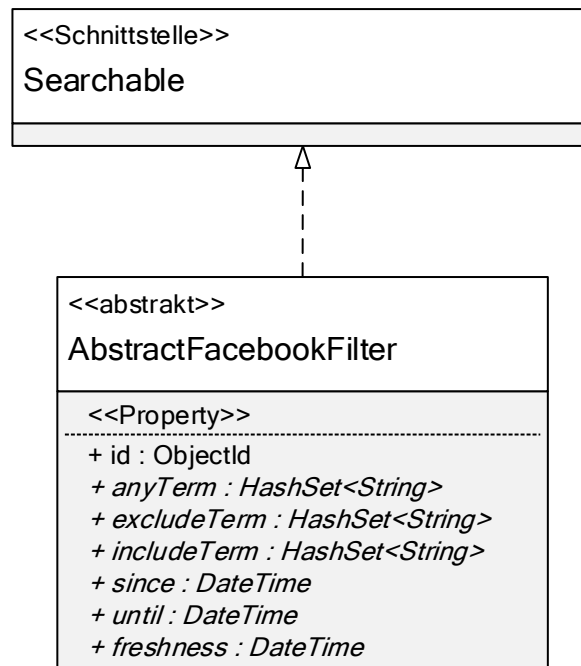 <<Schnittstelle>>
Searchable
<<abstrakt>>
AbstractFacebookFilter
<<Property>>
+ id : ObjectId
+ anyTerm : HashSet<String>
+ excludeTerm : HashSet<String>
+ includeTerm : HashSet<String>
+ since : DateTime
+ until : DateTime
+ freshness : DateTime